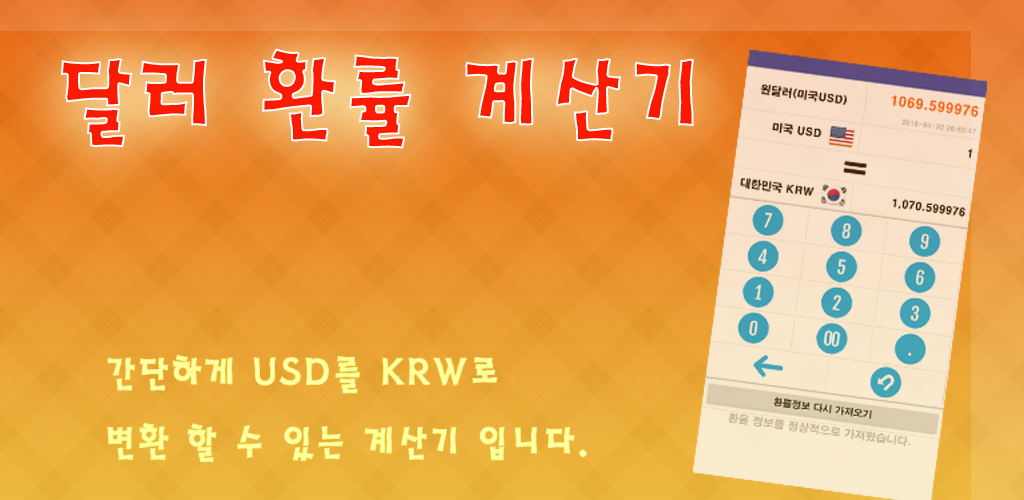 달러 환률 계산기
간단하게 USD를 KRW로
변환 할 수 있는 계산기 입니다.
원달러(미국USD) 1069.599976
미국 USD 1
=
대한민국 KRW 1,070.599976
7 8 9
4 5 6
1 2 3
0 00 .
환률정보 다시 가져오기
환율 정보를 정상적으로 가져왔습니다.